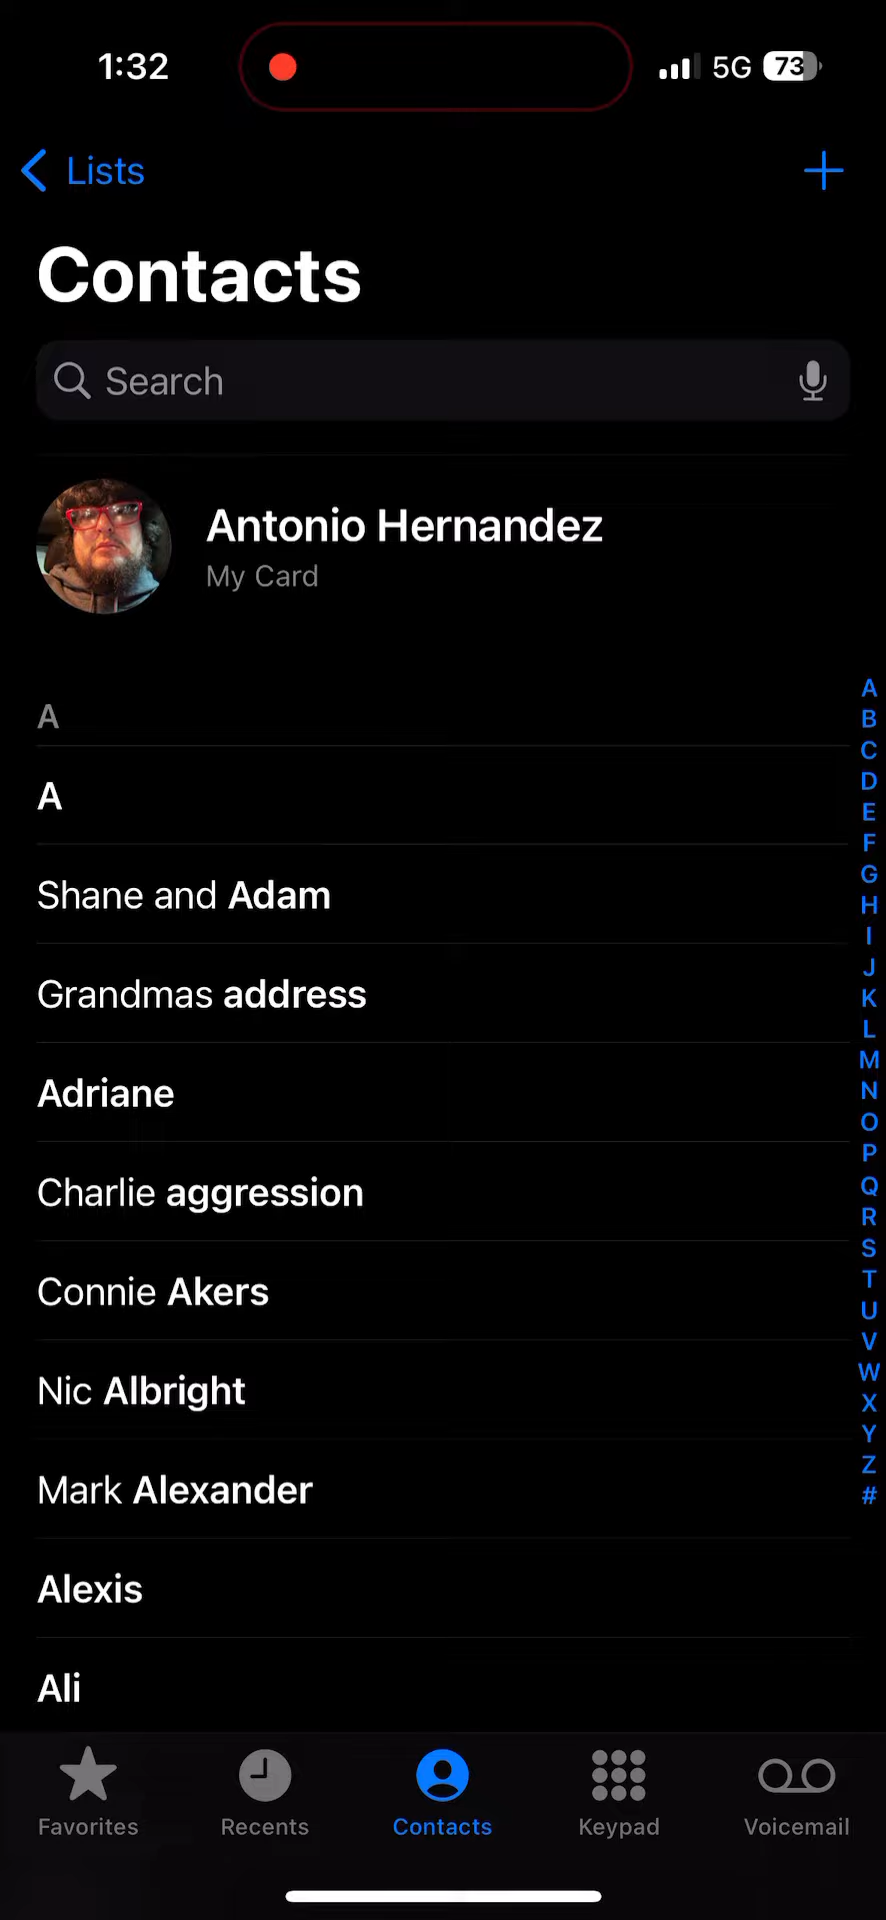 1:32 5G 73
Lists
Contacts
Search
Antonio Hernandez
My Card
A
A
Shane and Adam
Grandmas address
Adriane
Charlie aggression
Connie Akers
Nic Albright
Mark Alexander
Alexis
Ali
A
B
C
D
E
F
G
H
I
J
K
L
M
N
O
P
Q
R
S
T
U
V
W
X
Y
Z
#
Favorites Recents Contacts Keypad Voicemail